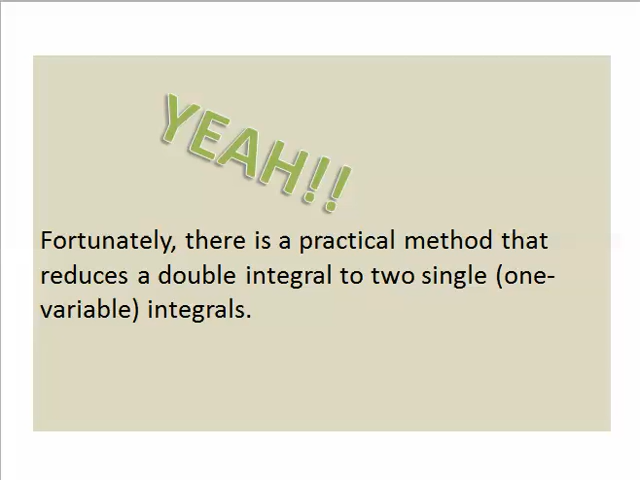 YEAH!!
Fortunately, there is a practical method that
reduces a double integral to two single (one-
variable) integrals.